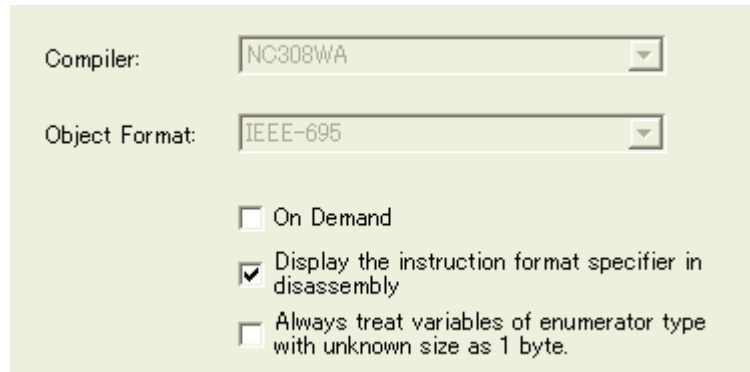 Compiler: NC308WA
Object Format: IEEE-695
On Demand
Display the instruction format specifier in
disassembly
Always treat variables of enumerator type
with unknown size as 1 byte.